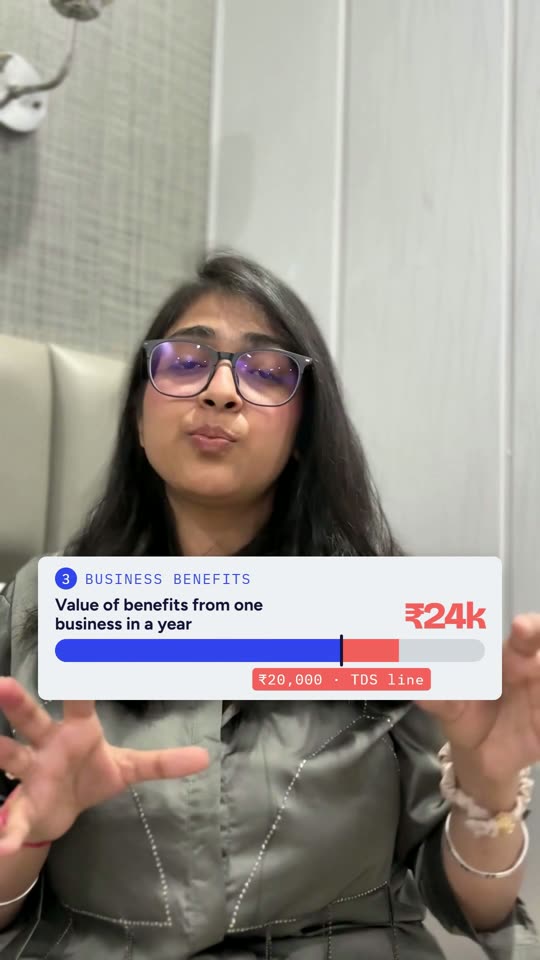 3 BUSINESS BENEFITS
Value of benefits from one
business in a year
₹24k
₹20,000 · TDS line